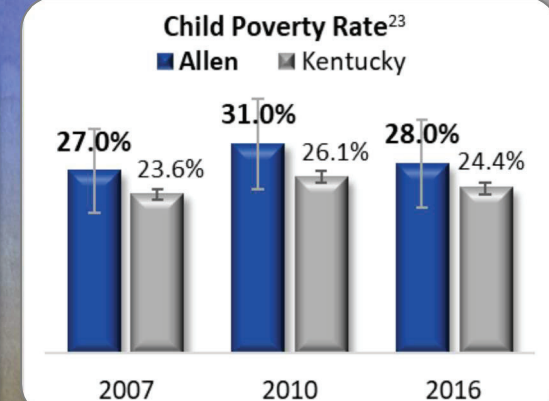 Child Poverty Rate23
Allen Kentucky
27.0% 23.6% 31.0% 26.1% 28.0% 24.4%
2007 2010 2016